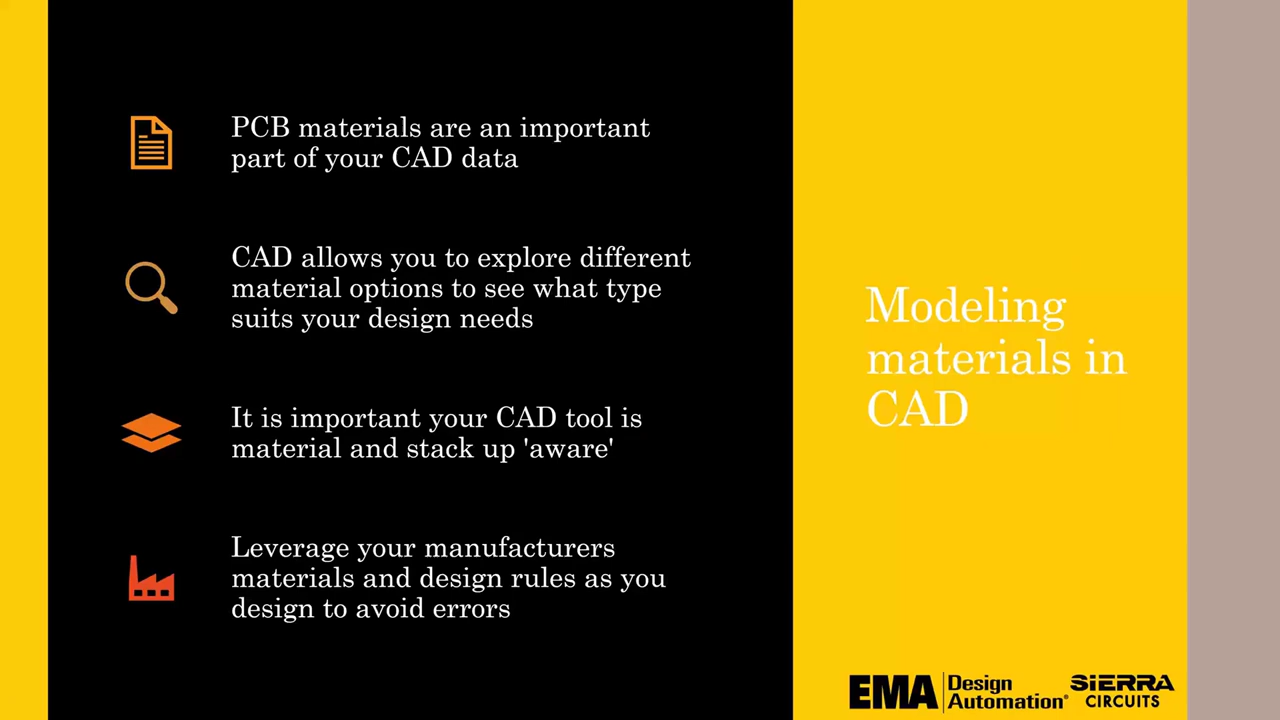 PCB materials are an important
part of your CAD data
CAD allows you to explore different
material options to see what type
suits your design needs
It is important your CAD tool is
material and stack up 'aware'
Leverage your manufacturers
materials and design rules as you
design to avoid errors
Modeling
materials in
CAD
EMA Design
Automation®
SIERRA
CIRCUITS